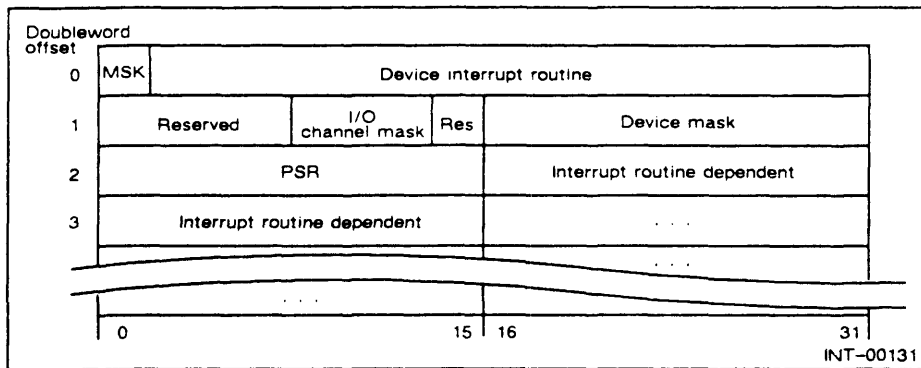 Doubleword
offset
0 MSK Device interrupt routine
1 Reserved I/O channel mask Res Device mask
2 PSR Interrupt routine dependent
3 Interrupt routine dependent . . .
. . .
. . .
0 15 16 31
INT-00131